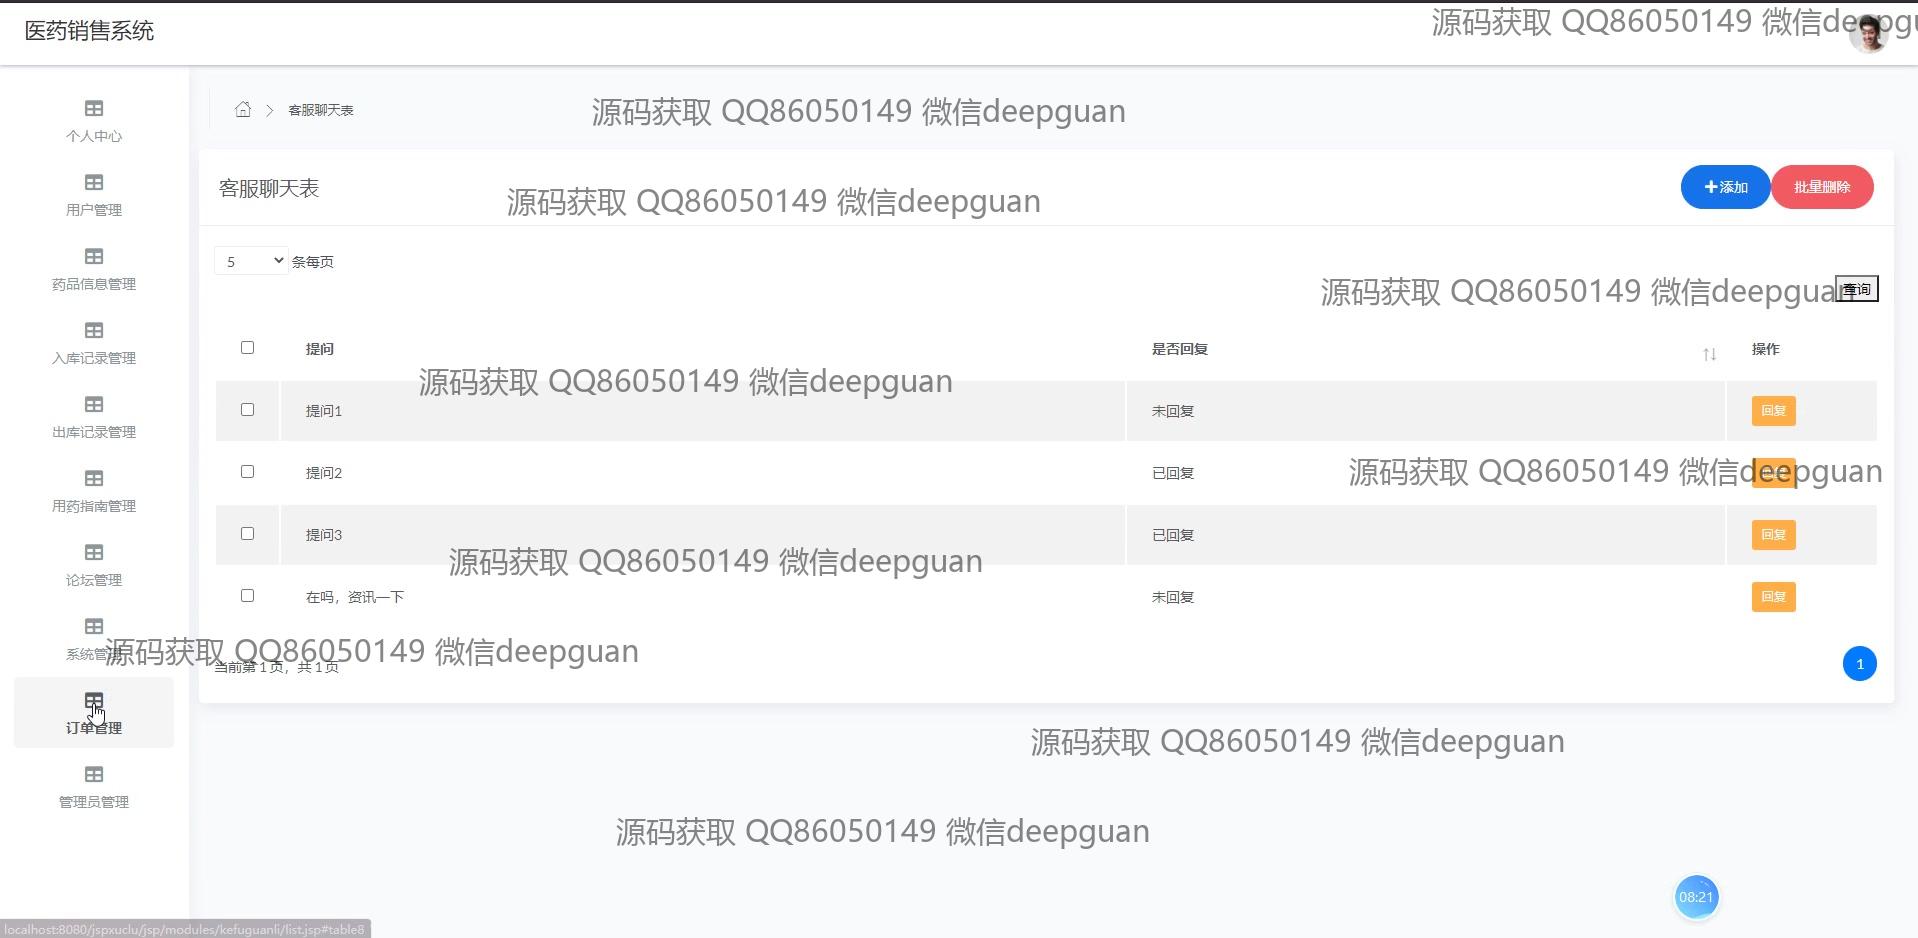 医药销售系统
源码获取 QQ86050149 微信deepgu
个人中心
用户管理
药品信息管理
入库记录管理
出库记录管理
用药指南管理
论坛管理
系统管理
订单管理
管理员管理
客服聊天表
源码获取 QQ86050149 微信deepguan
客服聊天表
添加
批量删除
源码获取 QQ86050149 微信deepguan
5 条每页
源码获取 QQ86050149 微信deepguan
查询
提问 是否回复 操作
源码获取 QQ86050149 微信deepguan
提问1 未回复 回复
提问2 已回复
源码获取 QQ86050149 微信deepguan
提问3 已回复 回复
源码获取 QQ86050149 微信deepguan
在吗，资讯一下 未回复 回复
源码获取 QQ86050149 微信deepguan
当前第 1 页，共 1 页
1
源码获取 QQ86050149 微信deepguan
源码获取 QQ86050149 微信deepguan
08:21
localhost:8080/jspxuclu/jsp/modules/kefuguanli/list.jsp#table8